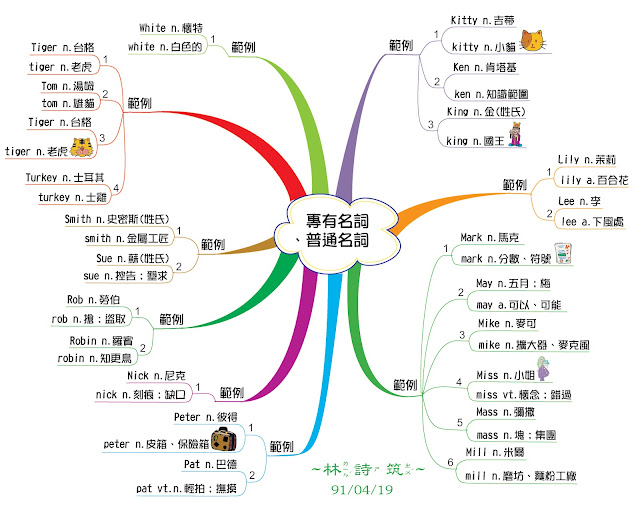 專有名詞
、普通名詞
範例
1
Kitty n.吉蒂
kitty n.小貓
2
Ken n.肯塔基
ken n.知識範圍
3
King n.金(姓氏)
king n.國王
範例
1
Lily n.茉莉
lily a.百合花
2
Lee n.李
lee a.下風處
範例
1
Mark n.馬克
mark n.分數、符號
2
May n.五月;梅
may a.可以、可能
3
Mike n.麥可
mike n.擴大器、麥克風
4
Miss n.小姐
miss vt.懷念;錯過
5
Mass n.彌撒
mass n.塊;集團
6
Mill n.米爾
mill n.磨坊、麵粉工廠
範例
1
Peter n.彼得
peter n.皮箱、保險箱
2
Pat n.巴德
pat vt.n.輕拍;撫摸
範例
1
Nick n.尼克
nick n.刻痕;缺口
範例
1
Rob n.勞伯
rob n.搶;盜取
2
Robin n.羅賓
robin n.知更鳥
範例
1
Smith n.史密斯(姓氏)
smith n.金屬工匠
2
Sue n.蘇(姓氏)
sue n.控告;懇求
範例
1
Tiger n.台格
tiger n.老虎
2
Tom n.湯姆
tom n.雄貓
3
Tiger n.台格
tiger n.老虎
4
Turkey n.土耳其
turkey n.土雞
範例
1
White n.懷特
white n.白色的
~林詩筑~
91/04/19